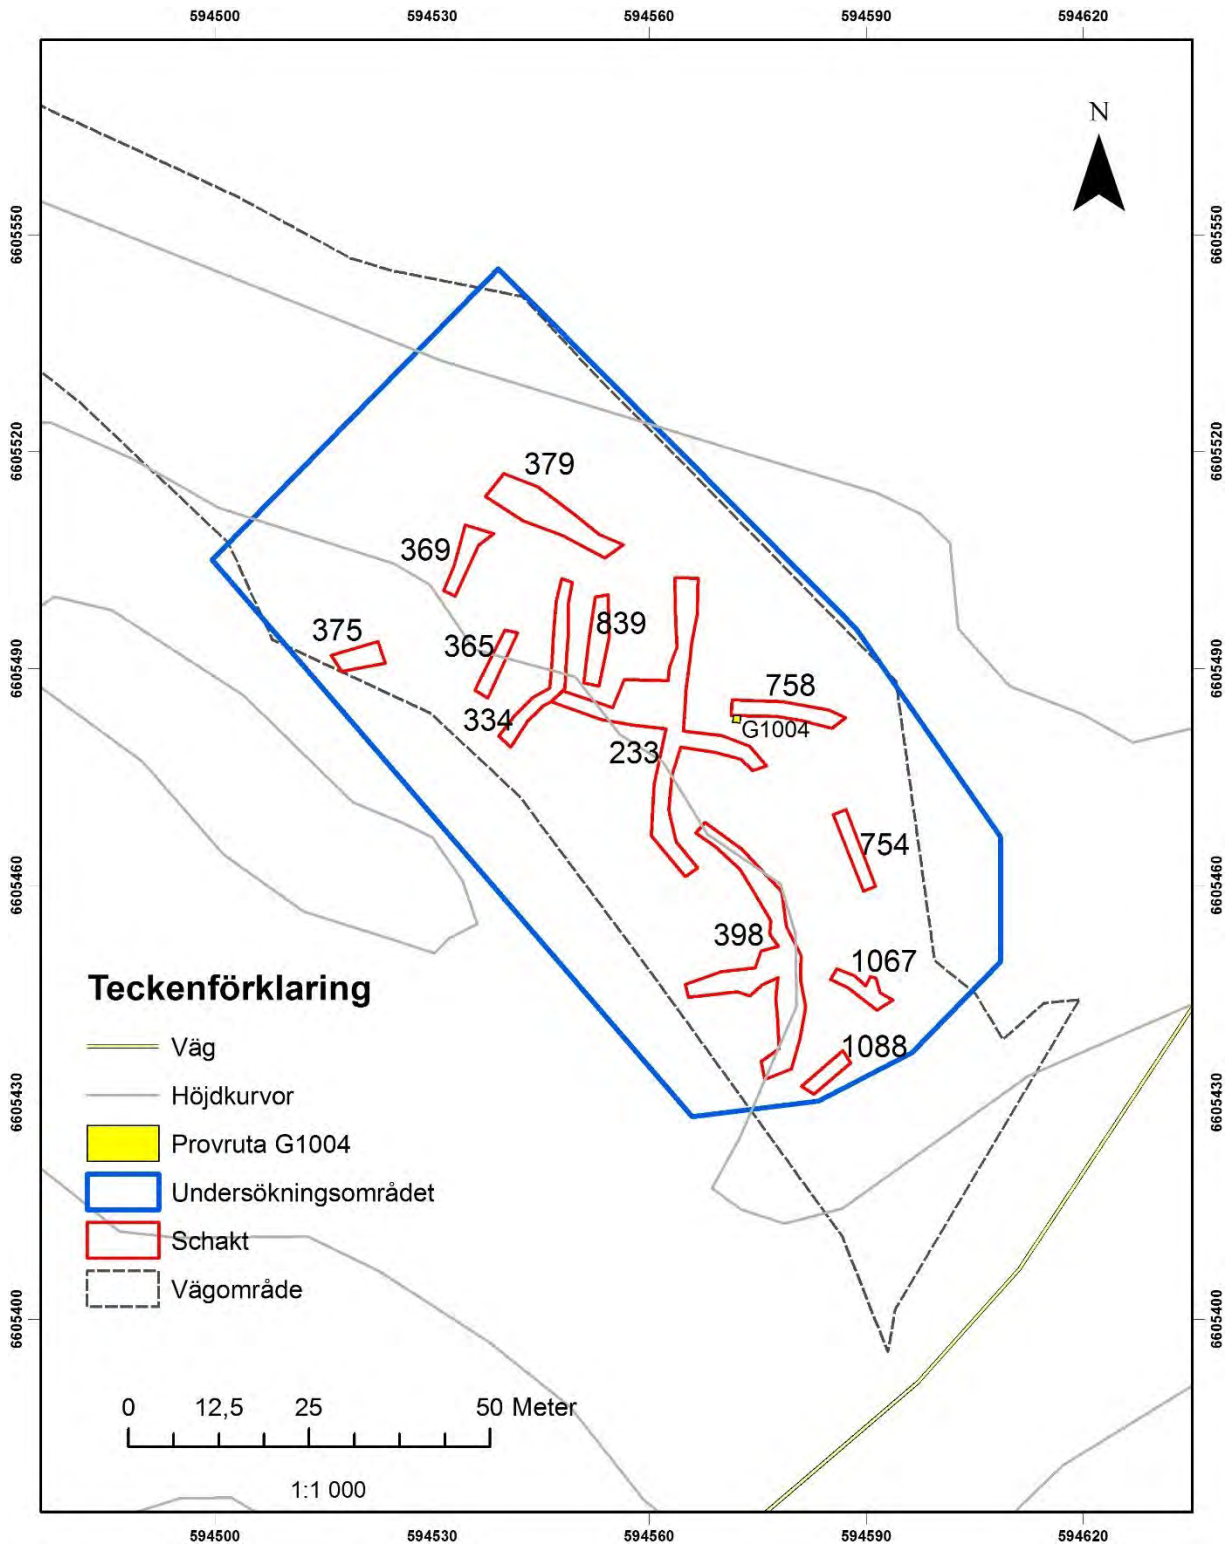 594500 594530 594560 594590 594620
N
6605550 6605550
6605520 6605520
379
369
839
375
365
6605490 6605490
758
334
G1004
233
754
6605460 6605460
398
1067
1088
6605430 6605430
Teckenförklaring
Väg
Höjdkurvor
Provruta G1004
Undersökningsområdet
Schakt
Vägområde
6605400 6605400
0 12,5 25 50 Meter
1:1 000
594500 594530 594560 594590 594620